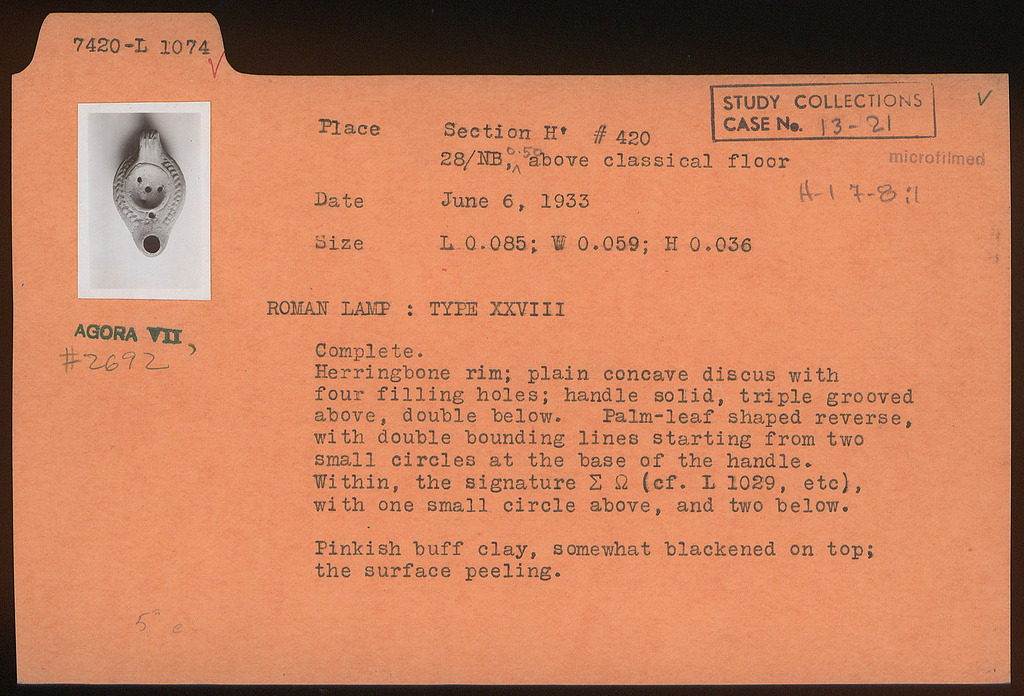 7420-L 1074
STUDY COLLECTIONS
CASE No. 13-21
microfilmed
H-17-8:1
Place Section H' # 420
28/NB, 0.50 above classical floor
Date June 6, 1933
Size L 0.085; W 0.059; H 0.036
ROMAN LAMP : TYPE XXVIII
AGORA VII,
#2692
Complete.
Herringbone rim; plain concave discus with
four filling holes; handle solid, triple grooved
above, double below. Palm-leaf shaped reverse,
with double bounding lines starting from two
small circles at the base of the handle.
Within, the signature Σ Ω (cf. L 1029, etc),
with one small circle above, and two below.
Pinkish buff clay, somewhat blackened on top;
the surface peeling.